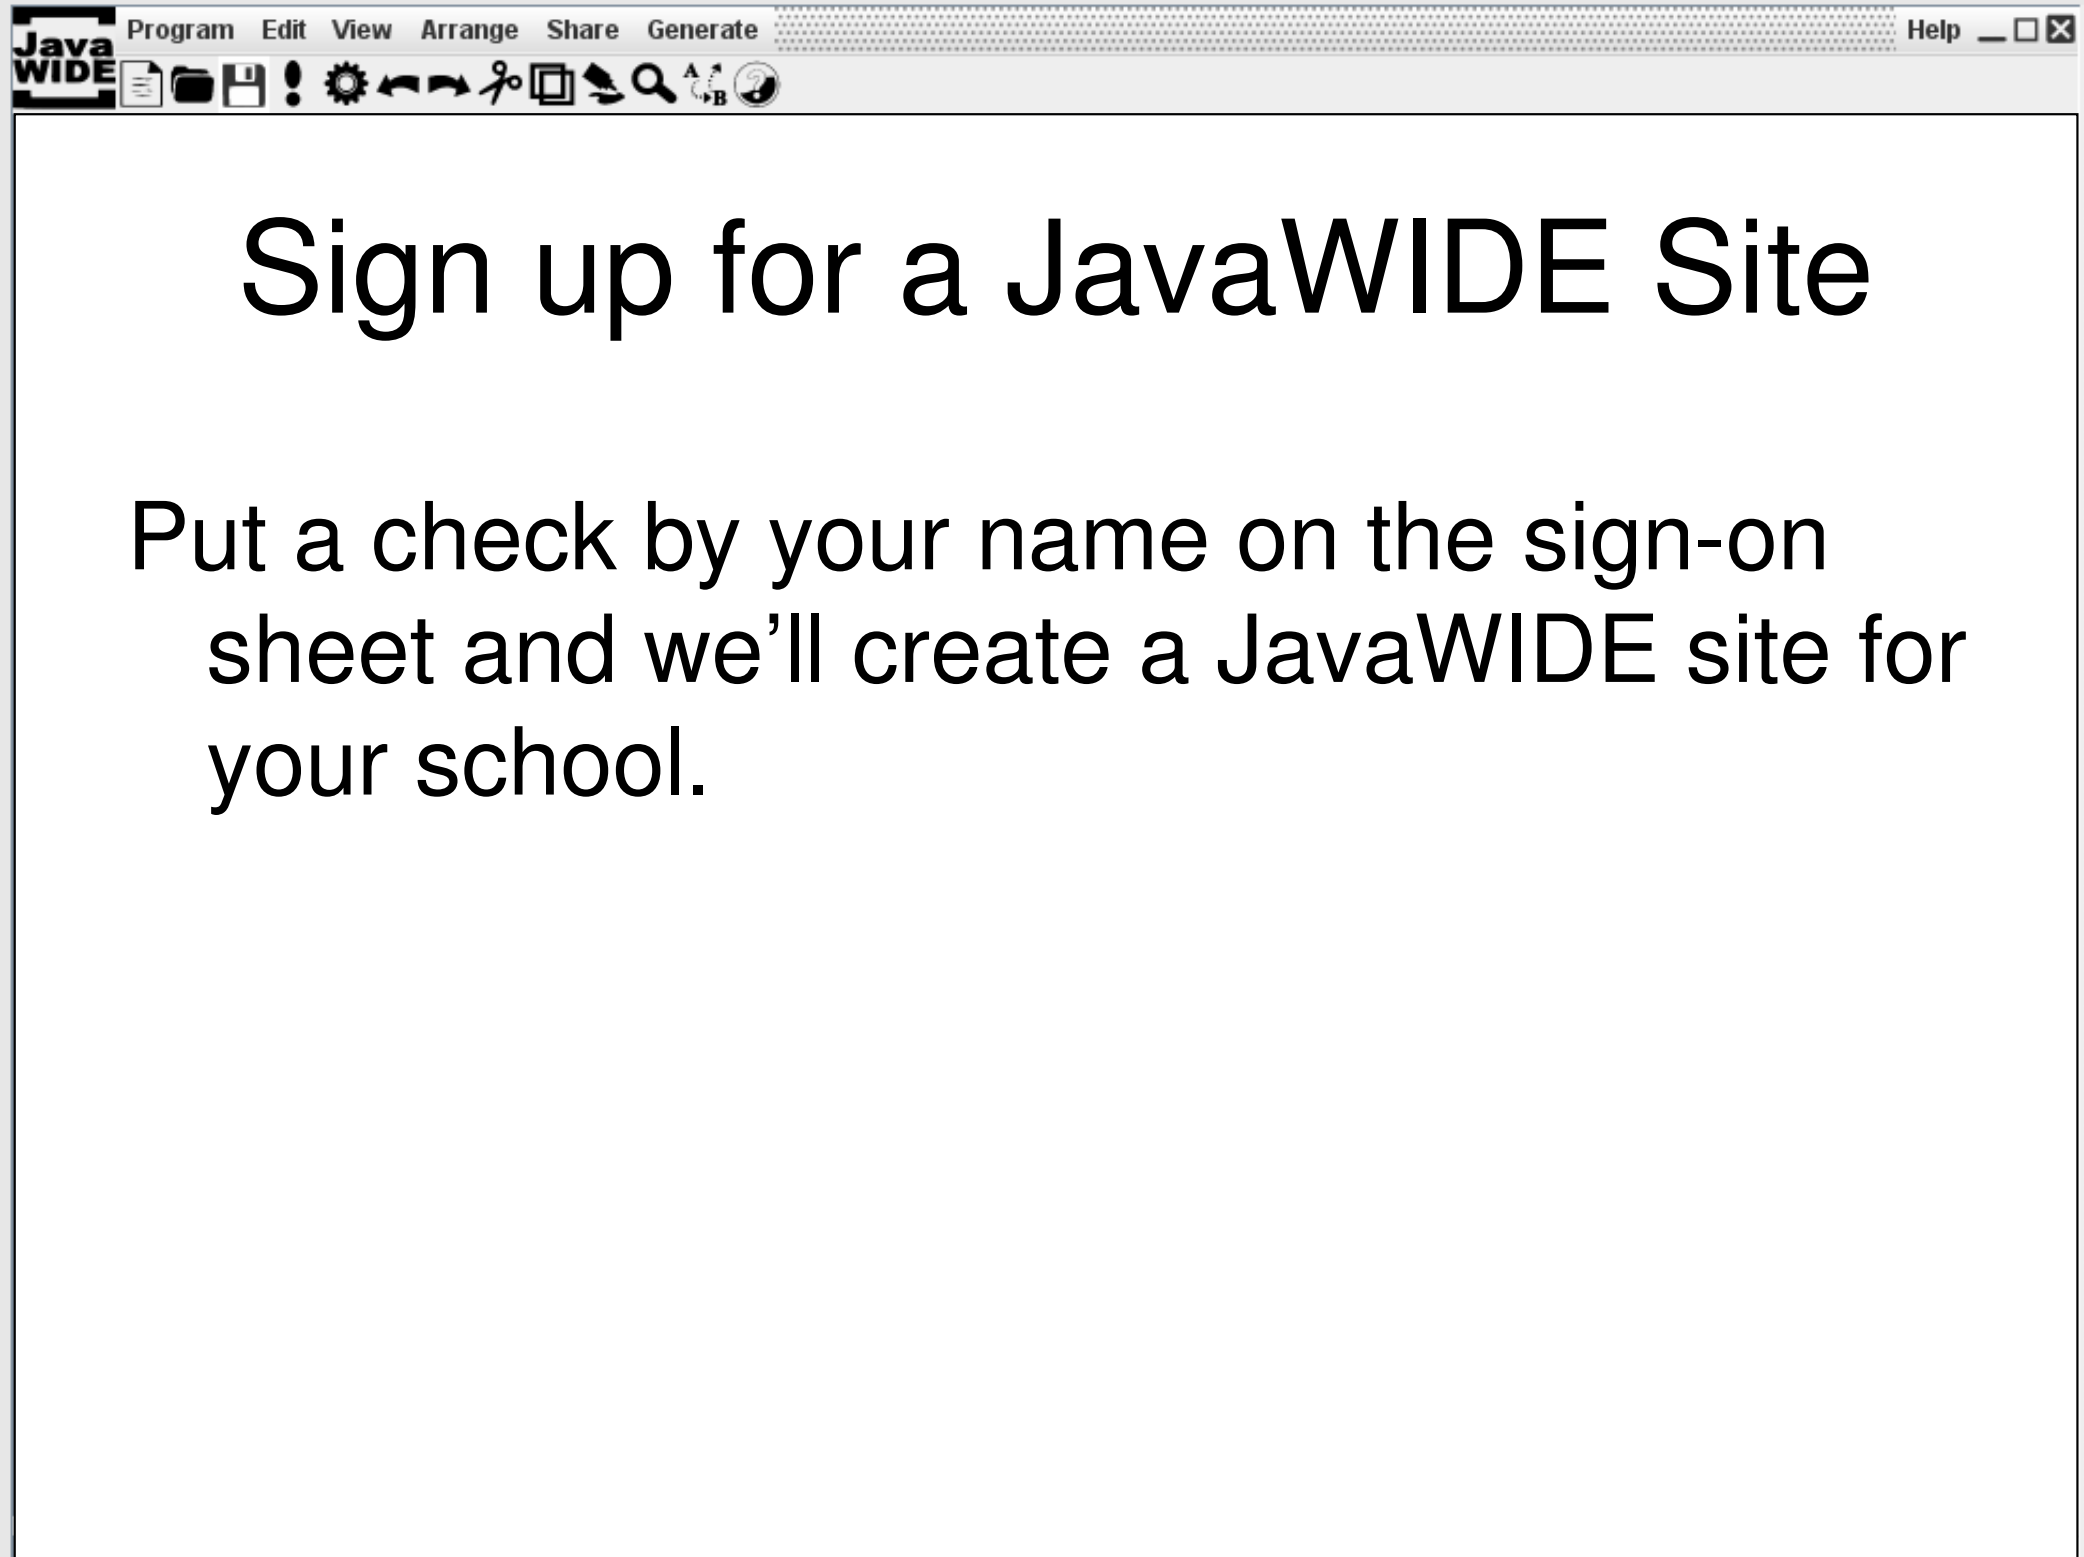 Java
WIDE
Program Edit View Arrange Share Generate Help
A B
Sign up for a JavaWIDE Site
Put a check by your name on the sign-on
sheet and we’ll create a JavaWIDE site for
your school.